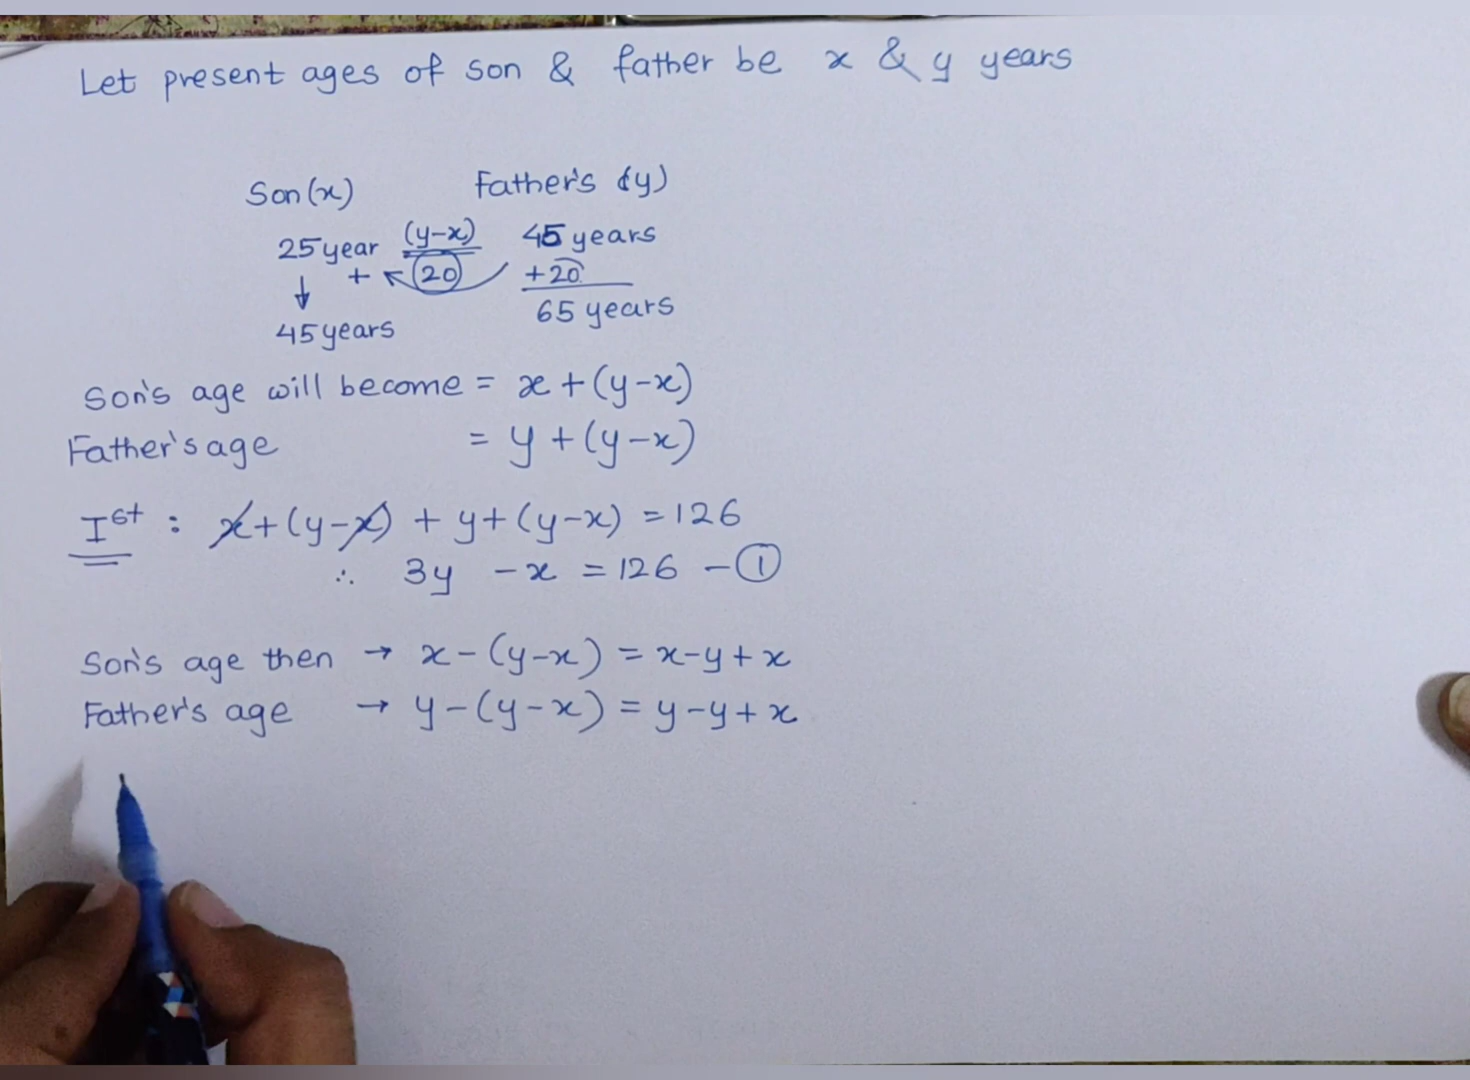 Let present ages of son & father be x & y years
Son(x) Father's (y)
25 year (y-x) 45 years
+ 20 +20
↓
45 years 65 years
Son's age will become = x + (y-x)
Father's age = y + (y-x)
Ist : x + (y-x) + y + (y-x) = 126
∴ 3y - x = 126 - ①
Son's age then → x - (y-x) = x-y+x
Father's age → y - (y-x) = y-y+x